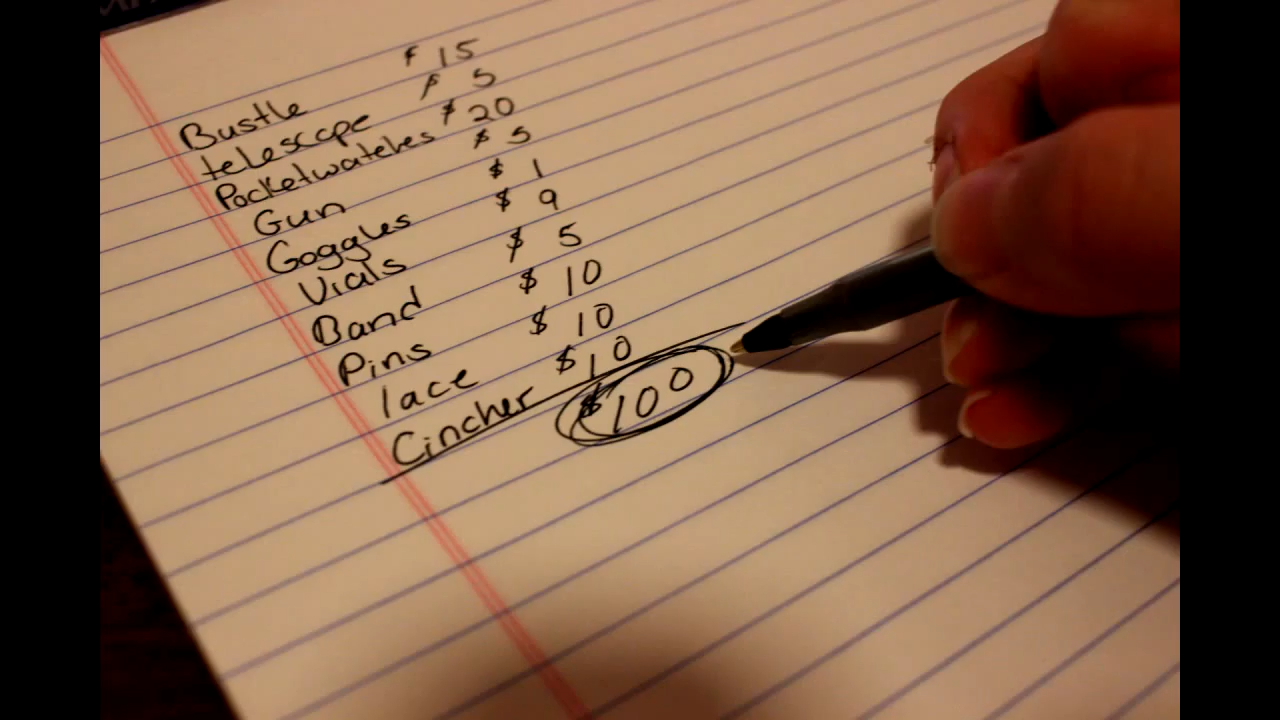 Bustle $ 15
telescope $ 5
Pocketwatches $ 20
Gun $ 5
Goggles $ 1
Vials $ 9
Band $ 5
Pins $ 10
lace $ 10
Cincher $10
$100